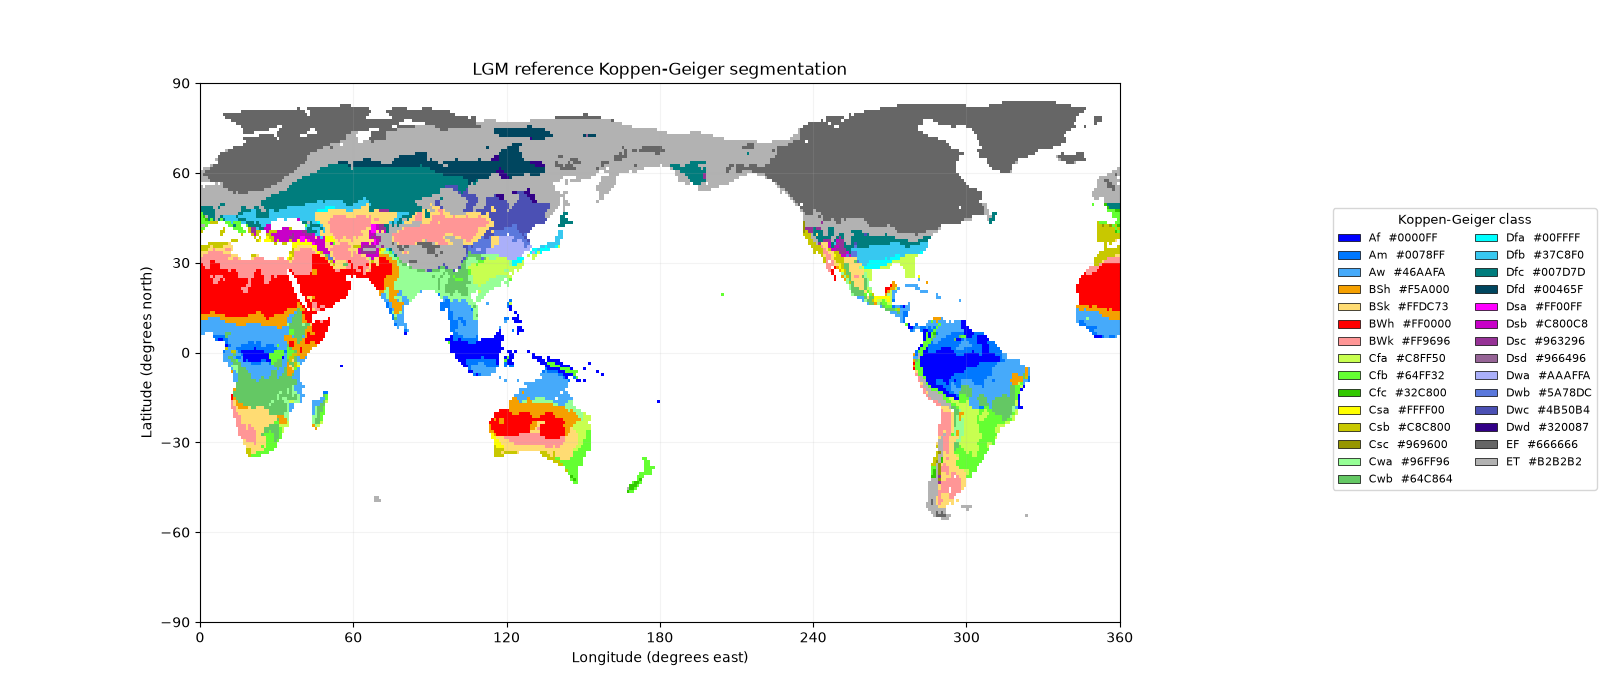 LGM reference Koppen-Geiger segmentation
90
60
30
0
−30
−60
−90
Latitude (degrees north)
0
60
120
180
240
300
360
Longitude (degrees east)
Koppen-Geiger class
Af #0000FF
Am #0078FF
Aw #46AAFA
BSh #F5A000
BSk #FFDC73
BWh #FF0000
BWk #FF9696
Cfa #C8FF50
Cfb #64FF32
Cfc #32C800
Csa #FFFF00
Csb #C8C800
Csc #969600
Cwa #96FF96
Cwb #64C864
Dfa #00FFFF
Dfb #37C8F0
Dfc #007D7D
Dfd #00465F
Dsa #FF00FF
Dsb #C800C8
Dsc #963296
Dsd #966496
Dwa #AAAFFA
Dwb #5A78DC
Dwc #4B50B4
Dwd #320087
EF #666666
ET #B2B2B2